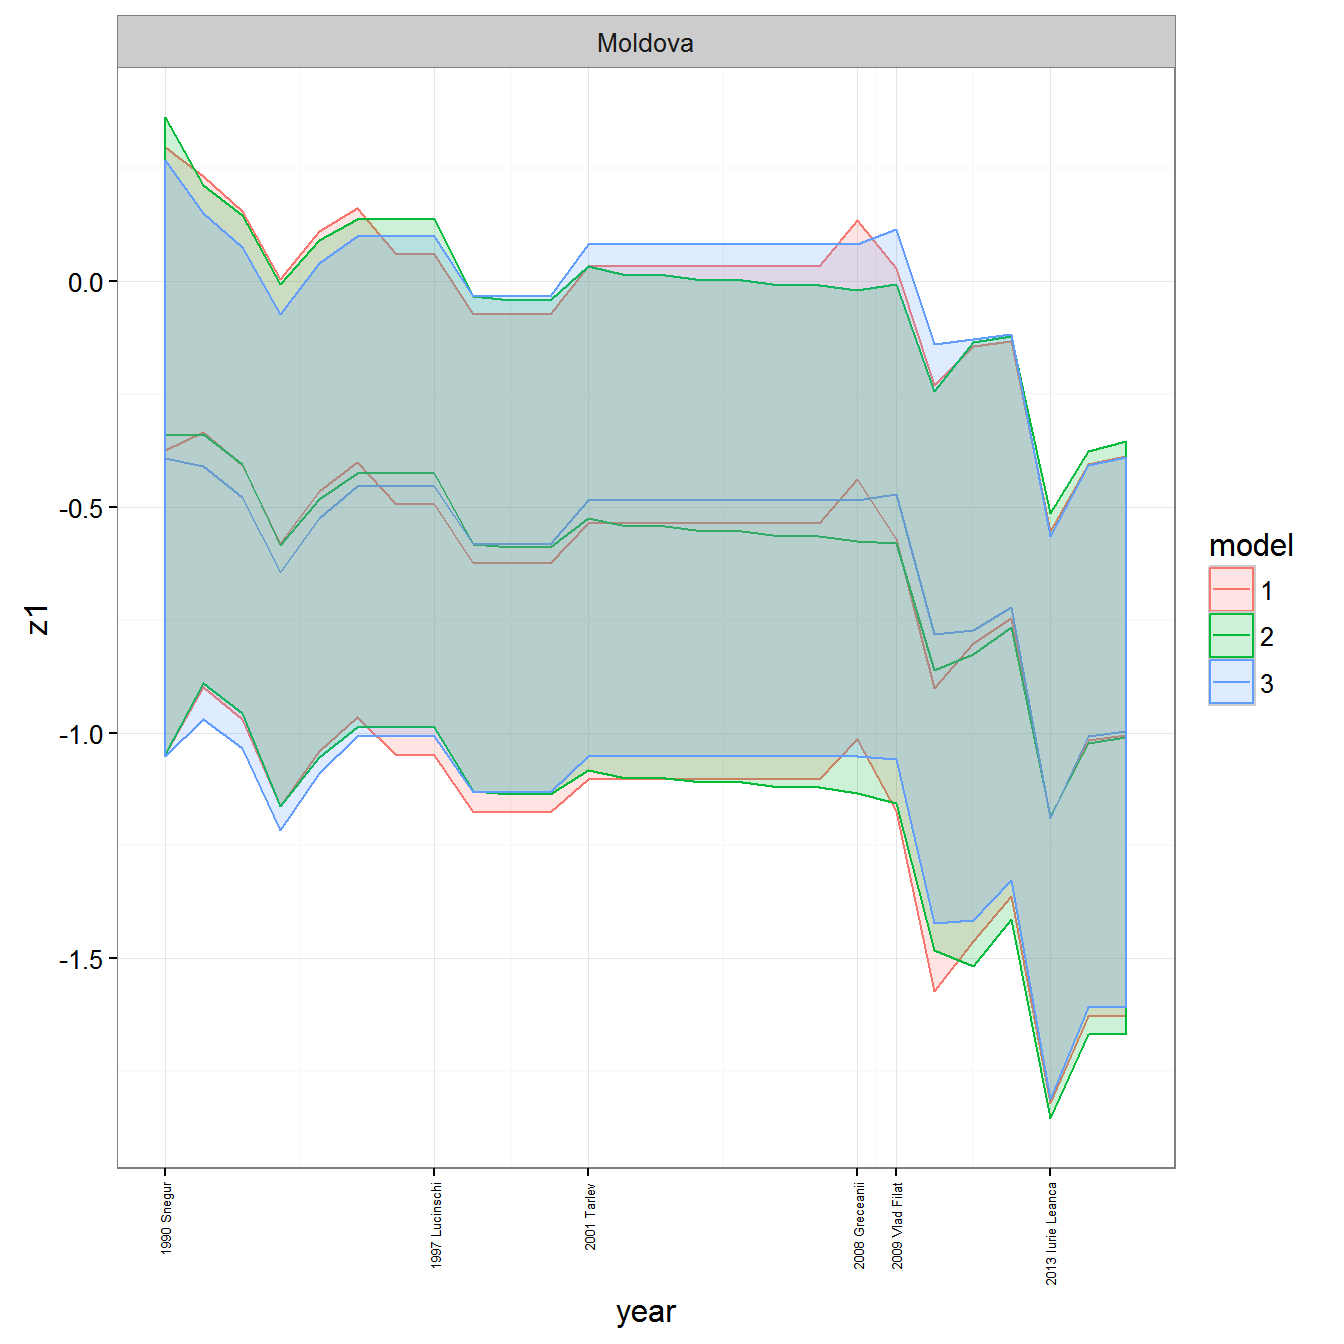 Moldova
0.0
-0.5
-1.0
-1.5
z1
1990 Snegur
1997 Lucinschi
2001 Tarlev
2008 Greceanii
2009 Vlad Filat
2013 Iurie Leanca
year
model
1
2
3